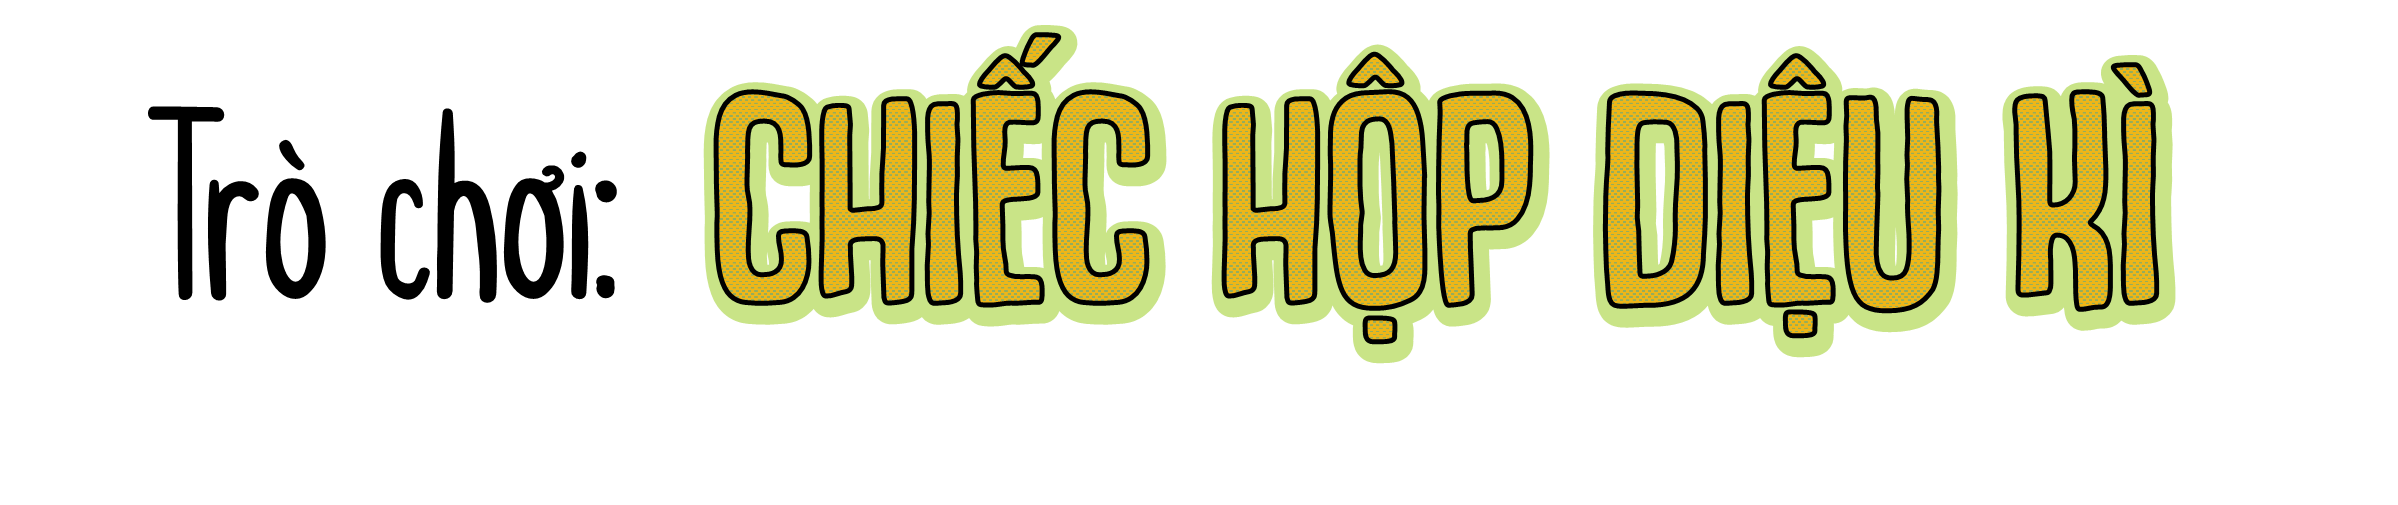 Trò chơi: CHIẾC HỘP DIỆU KÌ